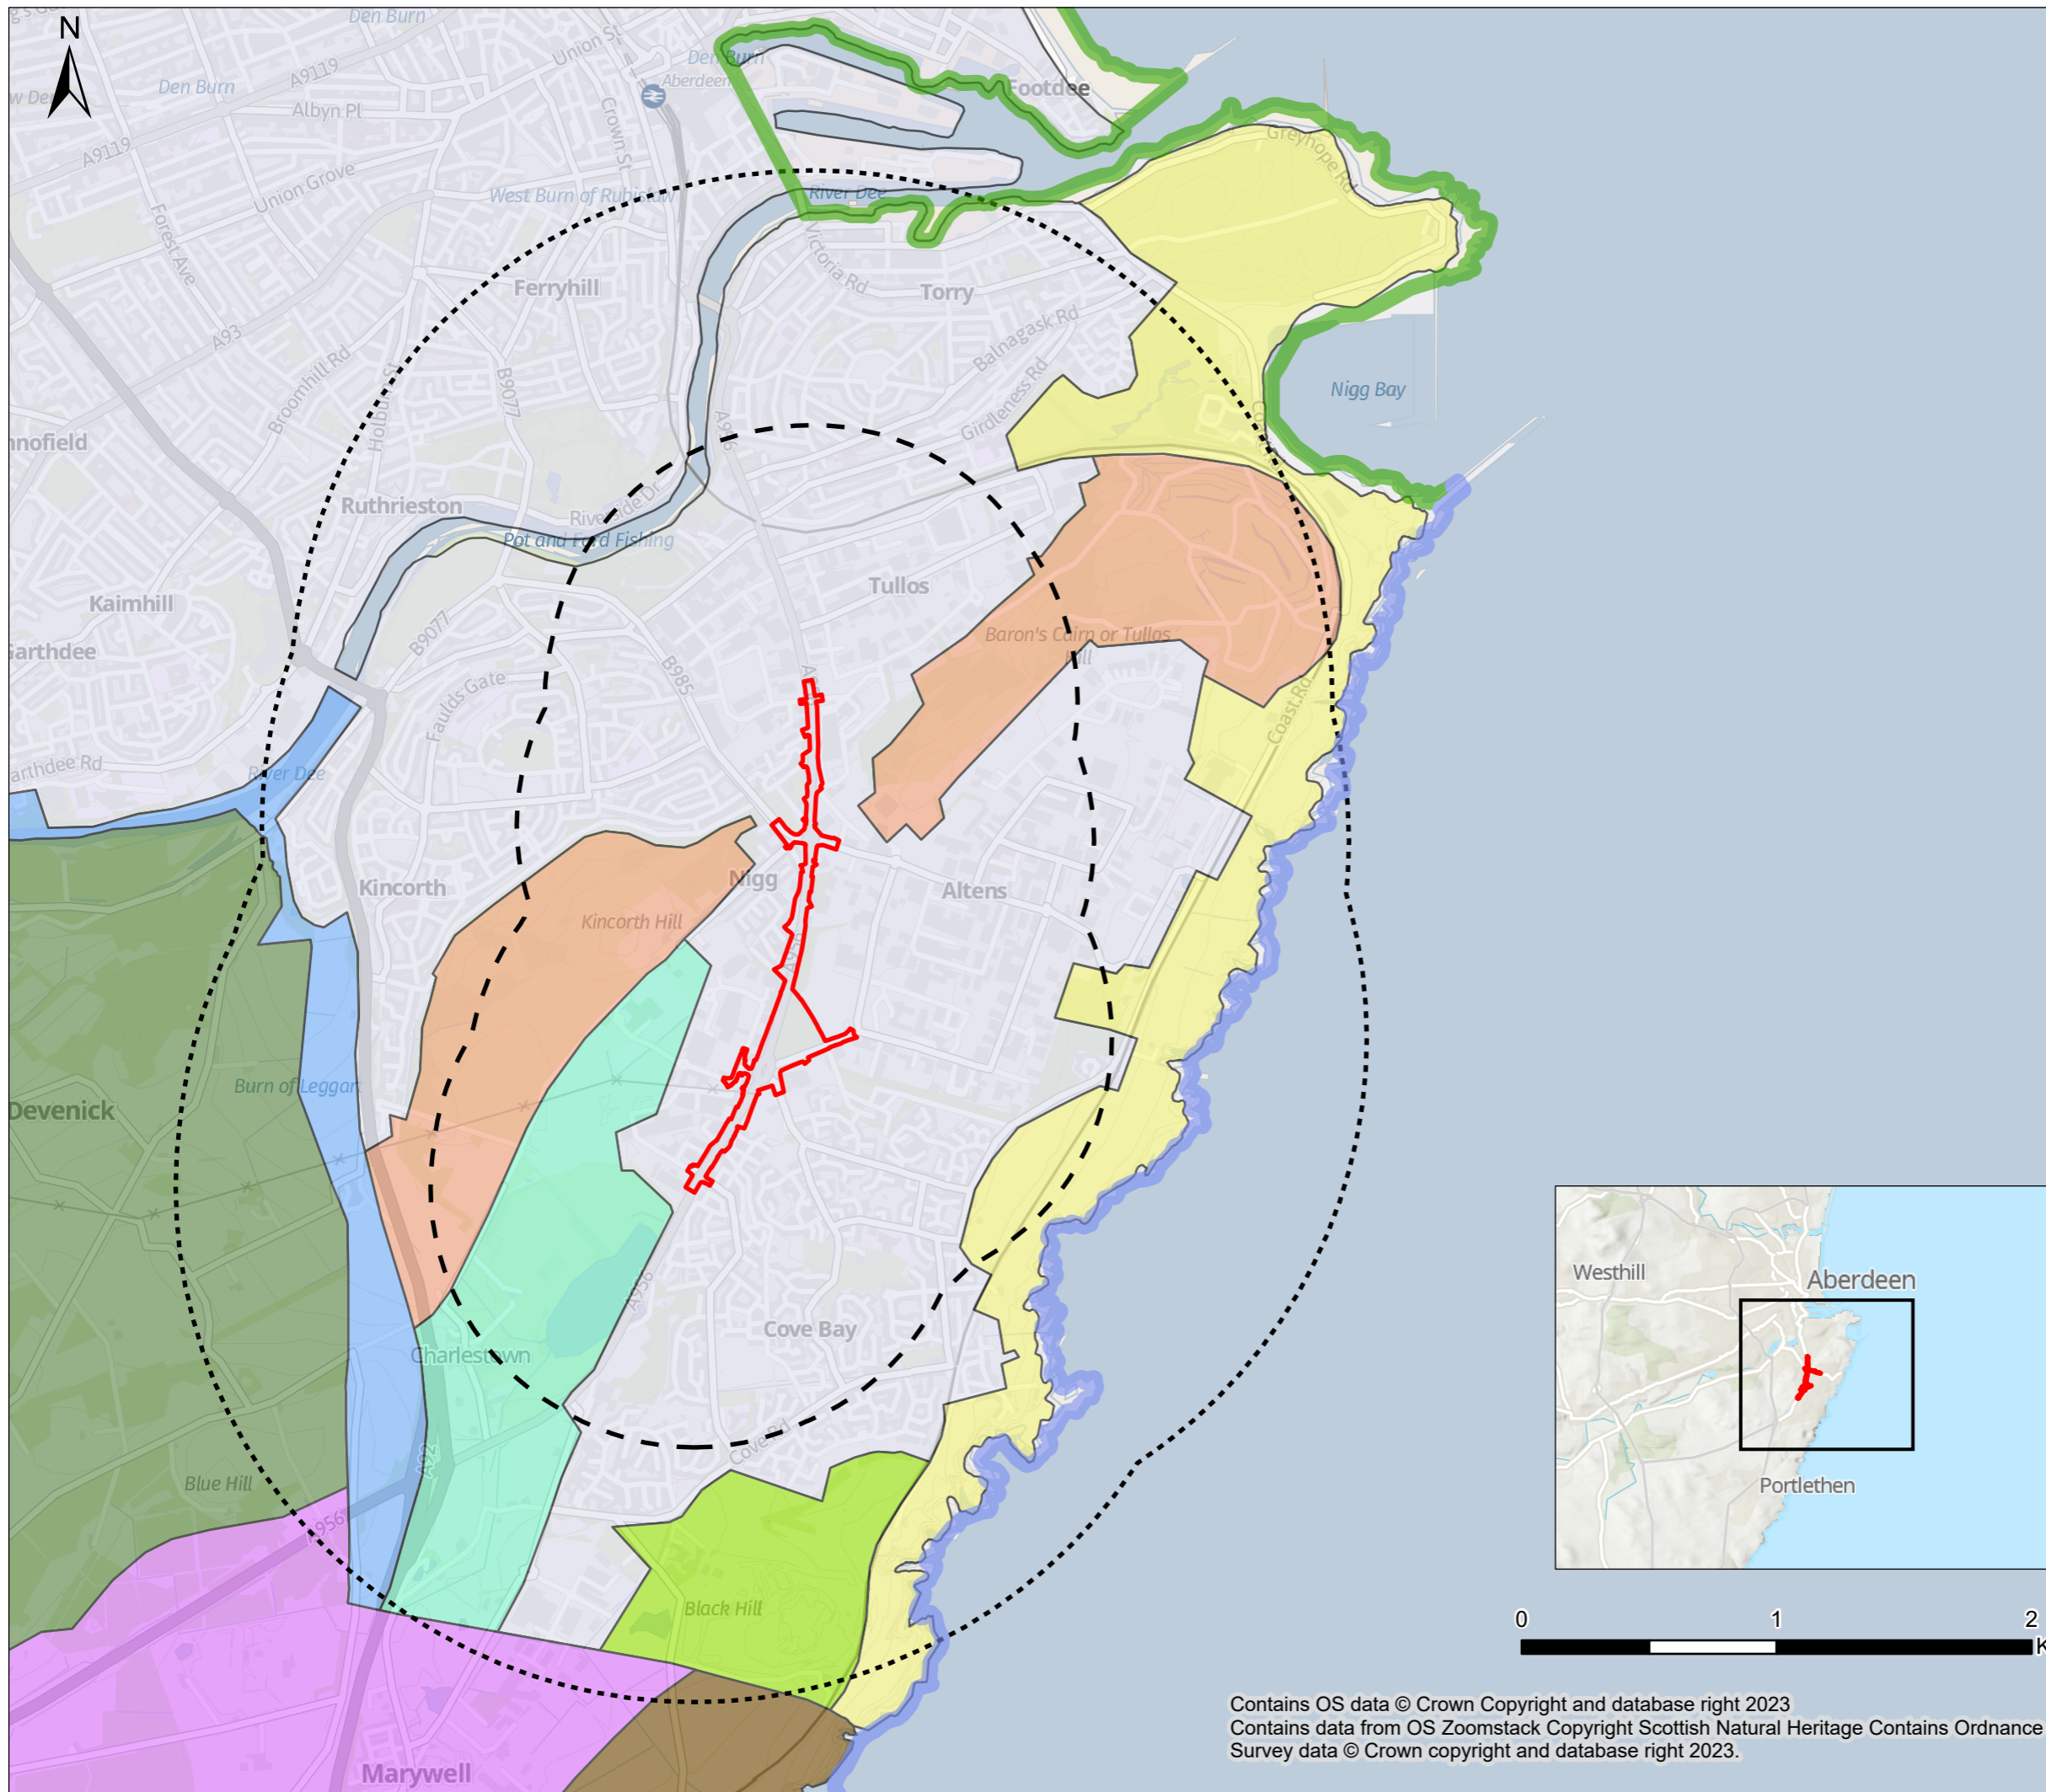 N
Den Burn
Union St
Den Burn
A9119
Den Burn
Aberdeen
Footdee
Albyn Pl
Crown St
A9119
Greyhope Rd
Union Grove
West Burn of Rubislaw
River Dee
Forest Ave
Victoria Rd
Ferryhill
Torry
A93
Balnagask Rd
Broomhill Rd
B9077
Nigg Bay
Girdleness Rd
Ruthrieston
Riverside Dr
Pot and Ford Fishing
Tullos
Kaimhill
B9077
Baron's Cairn or Tullos
Hill
B985
Faulds Gate
Coast Rd
River Dee
Kincorth
Nigg
Altens
Kincorth Hill
A956
Burn of Leggart
Devenick
A956
Cove Bay
Charlestown
Cove Rd
A92
Blue Hill
A956
Black Hill
Marywell
Westhill
Aberdeen
Portlethen
0 1 2
Contains OS data © Crown Copyright and database right 2023
Contains data from OS Zoomstack Copyright Scottish Natural Heritage Contains Ordnance
Survey data © Crown copyright and database right 2023.